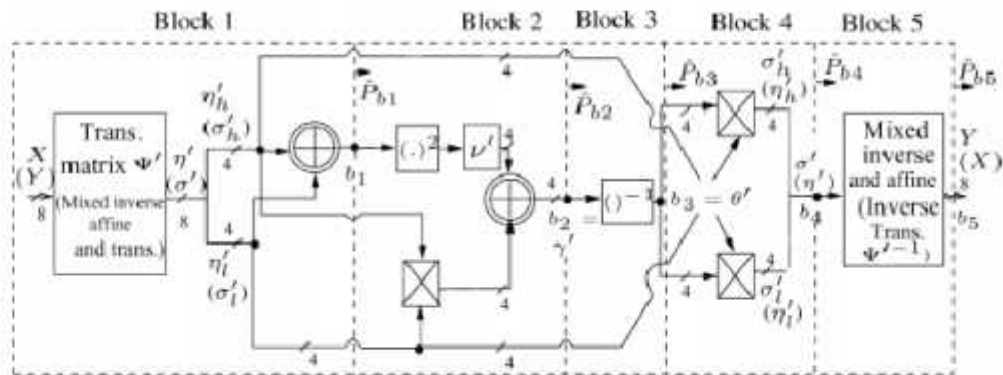 Block 1
Block 2
Block 3
Block 4
Block 5
X
(Y)
8
Trans.
matrix Ψ′
(Mixed inverse
affine
and trans.)
η′
(σ′)
8
η′h
(σ′h)
4
4
η′l
(σ′l)
b1
P̂b1
(.)²
ν′
4
4
4
4
4
4
P̂b2
4
b2 =
γ′
()⁻¹
b3 = θ′
P̂b3
4
4
σ′h
(η′h)
4
4
σ′l
(η′l)
P̂b4
σ′
(η′)
b4
Mixed
inverse
and affine
(Inverse
Trans.
Ψ′⁻¹)
P̂b5
Y
(X)
8
b5